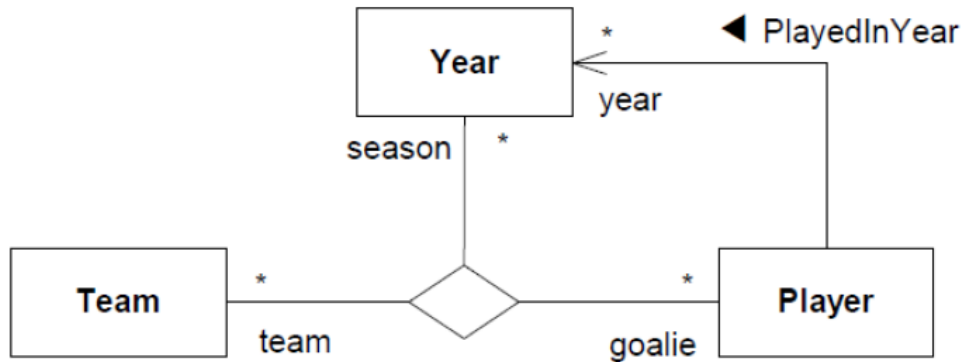 * ◀ PlayedInYear
Year
year
season *
* *
Team Player
team goalie